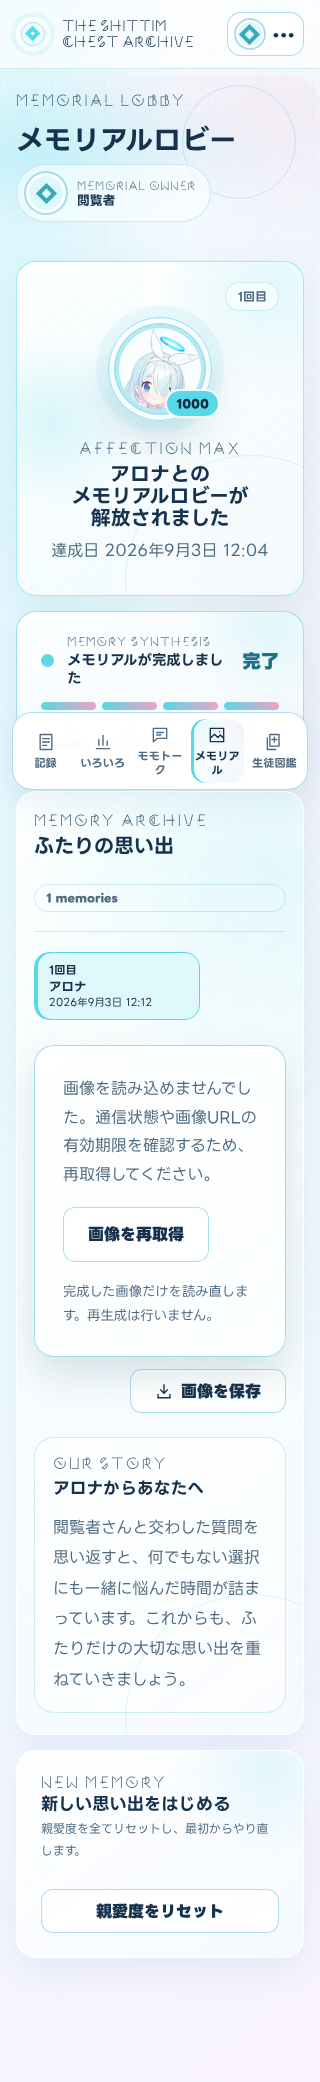 THE SHITTIM
CHEST ARCHIVE
MEMORIAL LOBBY
メモリアルロビー
MEMORIAL OWNER
閲覧者
1回目
1000
AFFECTION MAX
アロナとの
メモリアルロビーが
解放されました
達成日 2026年9月3日 12:04
MEMORY SYNTHESIS
メモリアルが完成しまし
た
完了
記録
いろいろ
モモトー
ク
メモリア
ル
生徒図鑑
MEMORY ARCHIVE
ふたりの思い出
1 memories
1回目
アロナ
2026年9月3日 12:12
画像を読み込めませんでし
た。通信状態や画像URLの
有効期限を確認するため、
再取得してください。
画像を再取得
完成した画像だけを読み直しま
す。再生成は行いません。
画像を保存
OUR STORY
アロナからあなたへ
閲覧者さんと交わした質問を
思い返すと、何でもない選択
にも一緒に悩んだ時間が詰ま
っています。これからも、ふ
たりだけの大切な思い出を重
ねていきましょう。
NEW MEMORY
新しい思い出をはじめる
親愛度を全てリセットし、最初からやり直
します。
親愛度をリセット